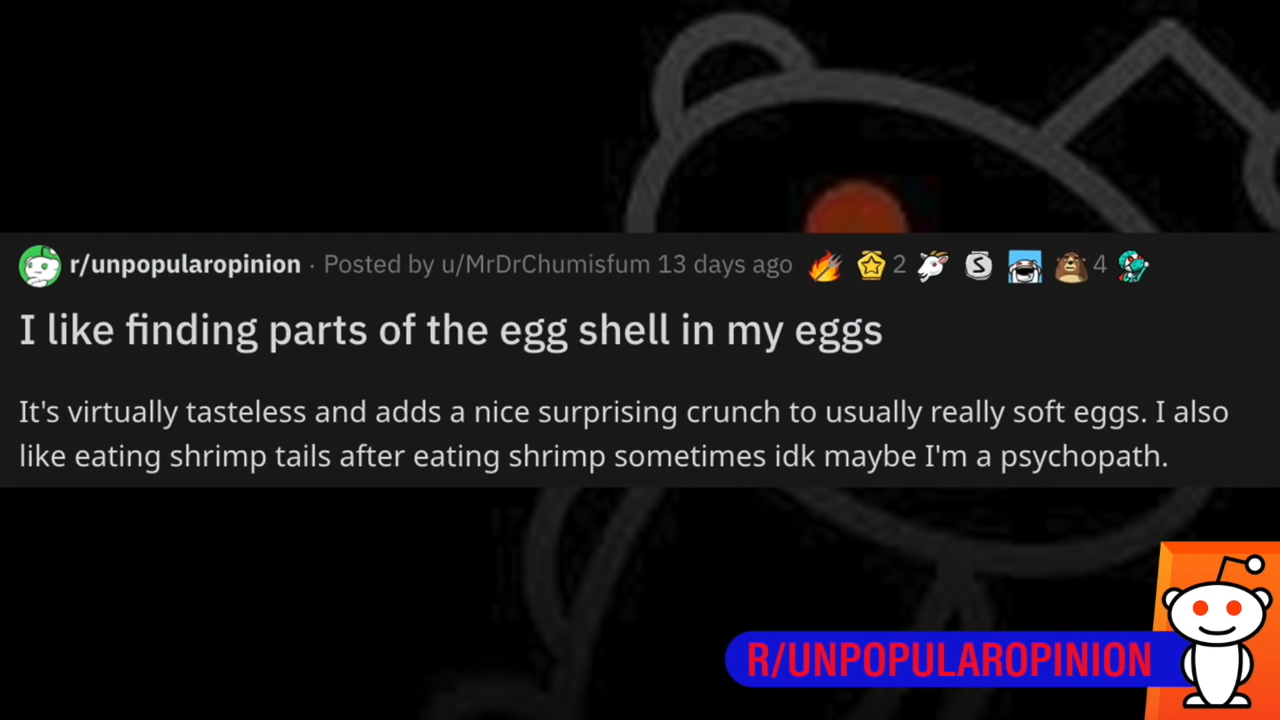 r/unpopularopinion · Posted by u/MrDrChumisfum 13 days ago 2 4
I like finding parts of the egg shell in my eggs
It's virtually tasteless and adds a nice surprising crunch to usually really soft eggs. I also
like eating shrimp tails after eating shrimp sometimes idk maybe I'm a psychopath.
R/UNPOPULAROPINION